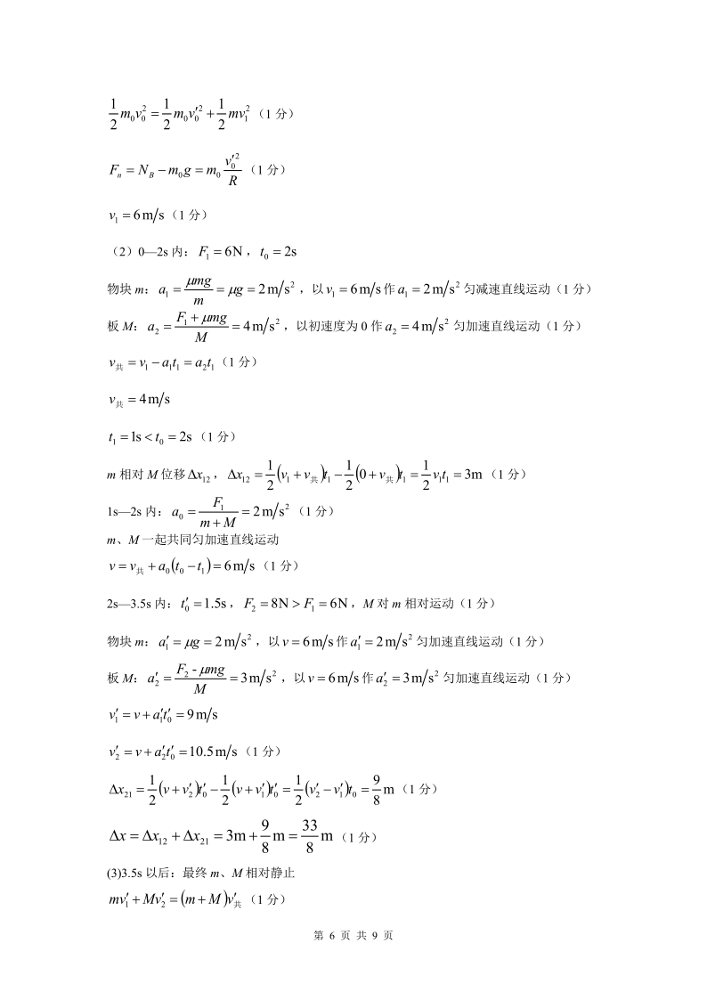 $\frac{1}{2}m_0v_0^2=\frac{1}{2}m_0v_0'^2+\frac{1}{2}mv_1^2$（1 分）
$F_n=N_B-m_0g=m_0\frac{v_0'^2}{R}$（1 分）
$v_1=6\,\mathrm{m/s}$（1 分）
（2）0—2s 内：$F_1=6\mathrm{N}$，$t_0=2\mathrm{s}$
物块 m：$a_1=\frac{\mu mg}{m}=\mu g=2\,\mathrm{m/s^2}$，以 $v_1=6\,\mathrm{m/s}$ 作 $a_1=2\,\mathrm{m/s^2}$ 匀减速直线运动（1 分）
板 M：$a_2=\frac{F_1+\mu mg}{M}=4\,\mathrm{m/s^2}$，以初速度为 0 作 $a_2=4\,\mathrm{m/s^2}$ 匀加速直线运动（1 分）
$v_共=v_1-a_1t_1=a_2t_1$（1 分）
$v_共=4\,\mathrm{m/s}$
$t_1=1\mathrm{s}<t_0=2\mathrm{s}$（1 分）
m 相对 M 位移 $\Delta x_{12}$，$\Delta x_{12}=\frac{1}{2}(v_1+v_共)t_1-\frac{1}{2}(0+v_共)t_1=\frac{1}{2}v_1t_1=3\mathrm{m}$（1 分）
1s—2s 内：$a_0=\frac{F_1}{m+M}=2\,\mathrm{m/s^2}$（1 分）
m、M 一起共同匀加速直线运动
$v=v_共+a_0(t_0-t_1)=6\,\mathrm{m/s}$（1 分）
2s—3.5s 内：$t_0'=1.5\mathrm{s}$，$F_2=8\mathrm{N}>F_1=6\mathrm{N}$，M 对 m 相对运动（1 分）
物块 m：$a_1'=\mu g=2\,\mathrm{m/s^2}$，以 $v=6\,\mathrm{m/s}$ 作 $a_1'=2\,\mathrm{m/s^2}$ 匀加速直线运动（1 分）
板 M：$a_2'=\frac{F_2-\mu mg}{M}=3\,\mathrm{m/s^2}$，以 $v=6\,\mathrm{m/s}$ 作 $a_2'=3\,\mathrm{m/s^2}$ 匀加速直线运动（1 分）
$v_1'=v+a_1't_0'=9\,\mathrm{m/s}$
$v_2'=v+a_2't_0'=10.5\,\mathrm{m/s}$（1 分）
$\Delta x_{21}=\frac{1}{2}(v+v_2')t_0'-\frac{1}{2}(v+v_1')t_0'=\frac{1}{2}(v_2'-v_1')t_0=\frac{9}{8}\mathrm{m}$（1 分）
$\Delta x=\Delta x_{12}+\Delta x_{21}=3\mathrm{m}+\frac{9}{8}\mathrm{m}=\frac{33}{8}\mathrm{m}$（1 分）
(3)3.5s 以后：最终 m、M 相对静止
$mv_1'+Mv_2'=(m+M)v_共'$（1 分）
第 6 页 共 9 页